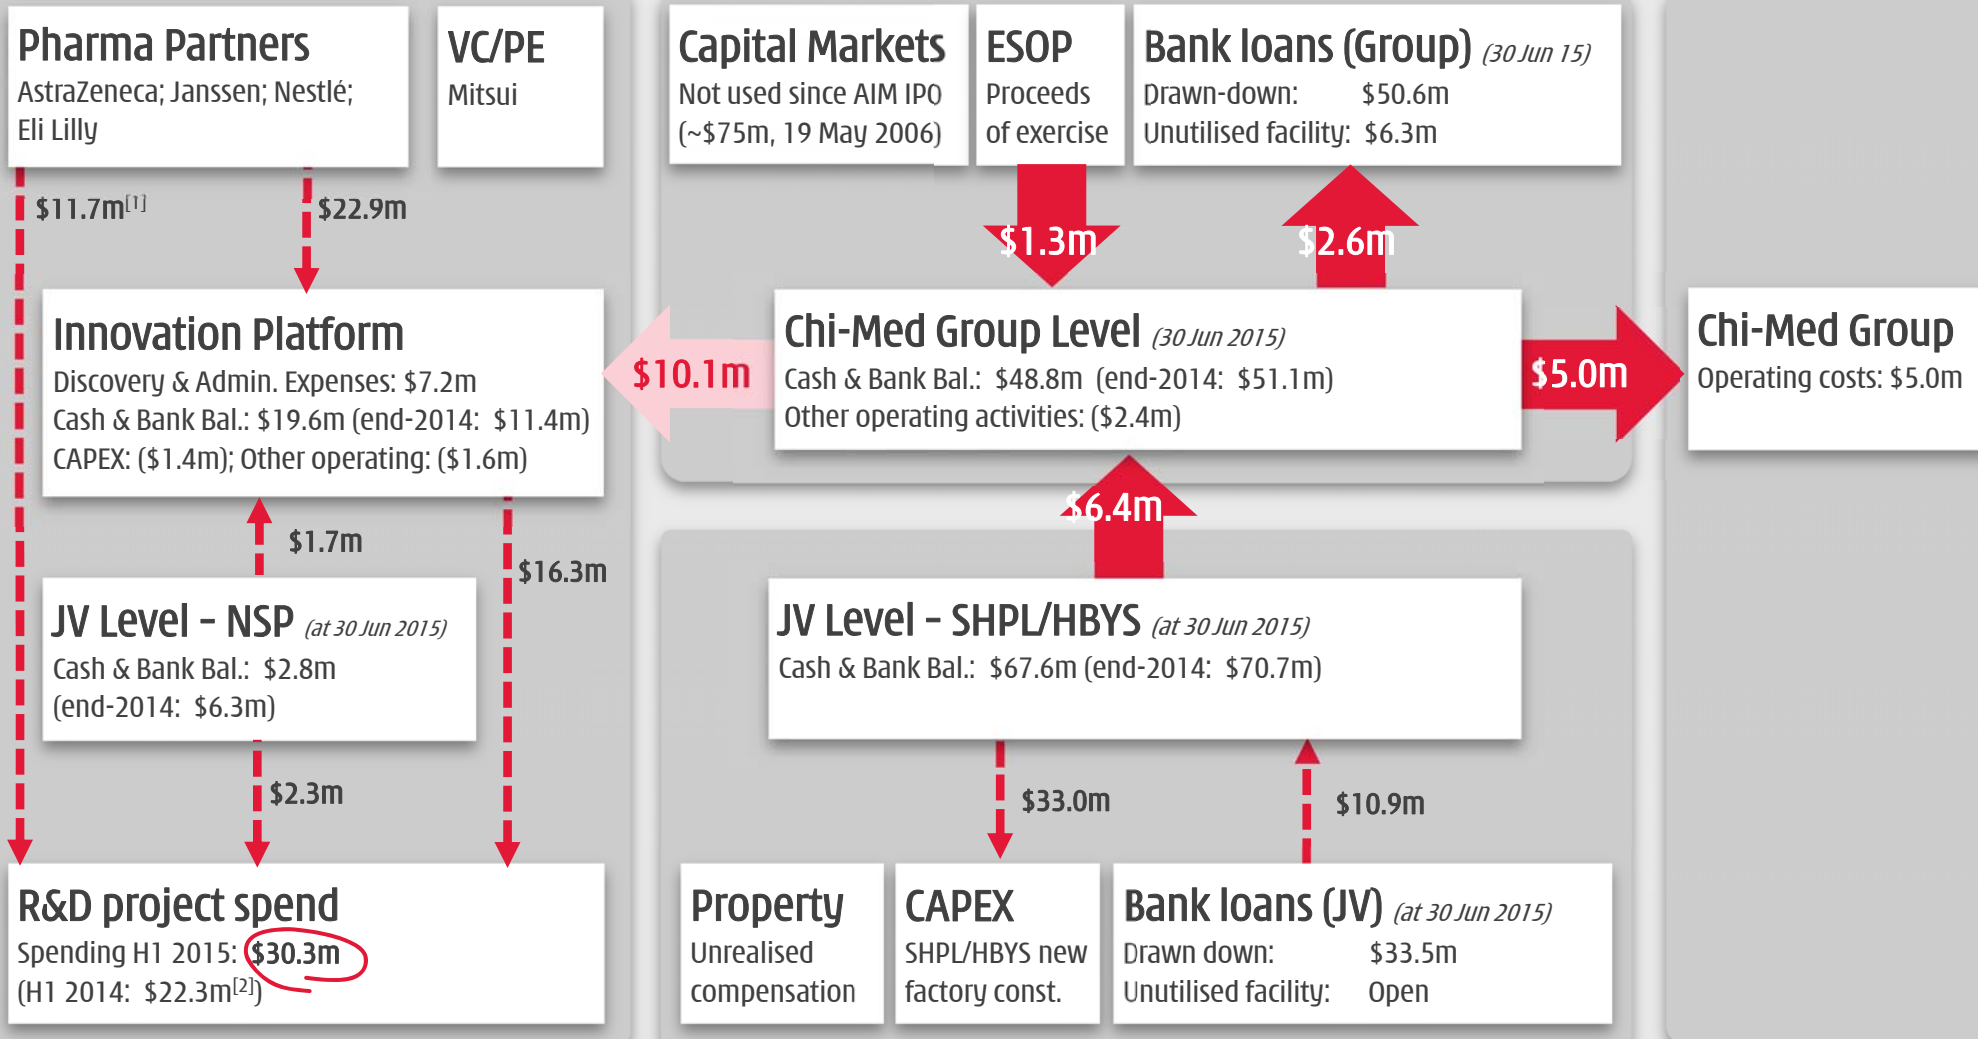 Pharma Partners
AstraZeneca; Janssen; Nestlé;
Eli Lilly
VC/PE
Mitsui
Capital Markets
Not used since AIM IPO
(~$75m, 19 May 2006)
ESOP
Proceeds
of exercise
Bank loans (Group) (30 Jun 15)
Drawn-down: $50.6m
Unutilised facility: $6.3m
$11.7m[1]
$22.9m
$1.3m
$2.6m
Innovation Platform
Discovery & Admin. Expenses: $7.2m
Cash & Bank Bal.: $19.6m (end-2014: $11.4m)
CAPEX: ($1.4m); Other operating: ($1.6m)
$10.1m
Chi-Med Group Level (30 Jun 2015)
Cash & Bank Bal.: $48.8m (end-2014: $51.1m)
Other operating activities: ($2.4m)
$5.0m
Chi-Med Group
Operating costs: $5.0m
$1.7m
$16.3m
$6.4m
JV Level – NSP (at 30 Jun 2015)
Cash & Bank Bal.: $2.8m
(end-2014: $6.3m)
JV Level – SHPL/HBYS (at 30 Jun 2015)
Cash & Bank Bal.: $67.6m (end-2014: $70.7m)
$2.3m
$33.0m
$10.9m
R&D project spend
Spending H1 2015: $30.3m
(H1 2014: $22.3m[2])
Property
Unrealised
compensation
CAPEX
SHPL/HBYS new
factory const.
Bank loans (JV) (at 30 Jun 2015)
Drawn down: $33.5m
Unutilised facility: Open